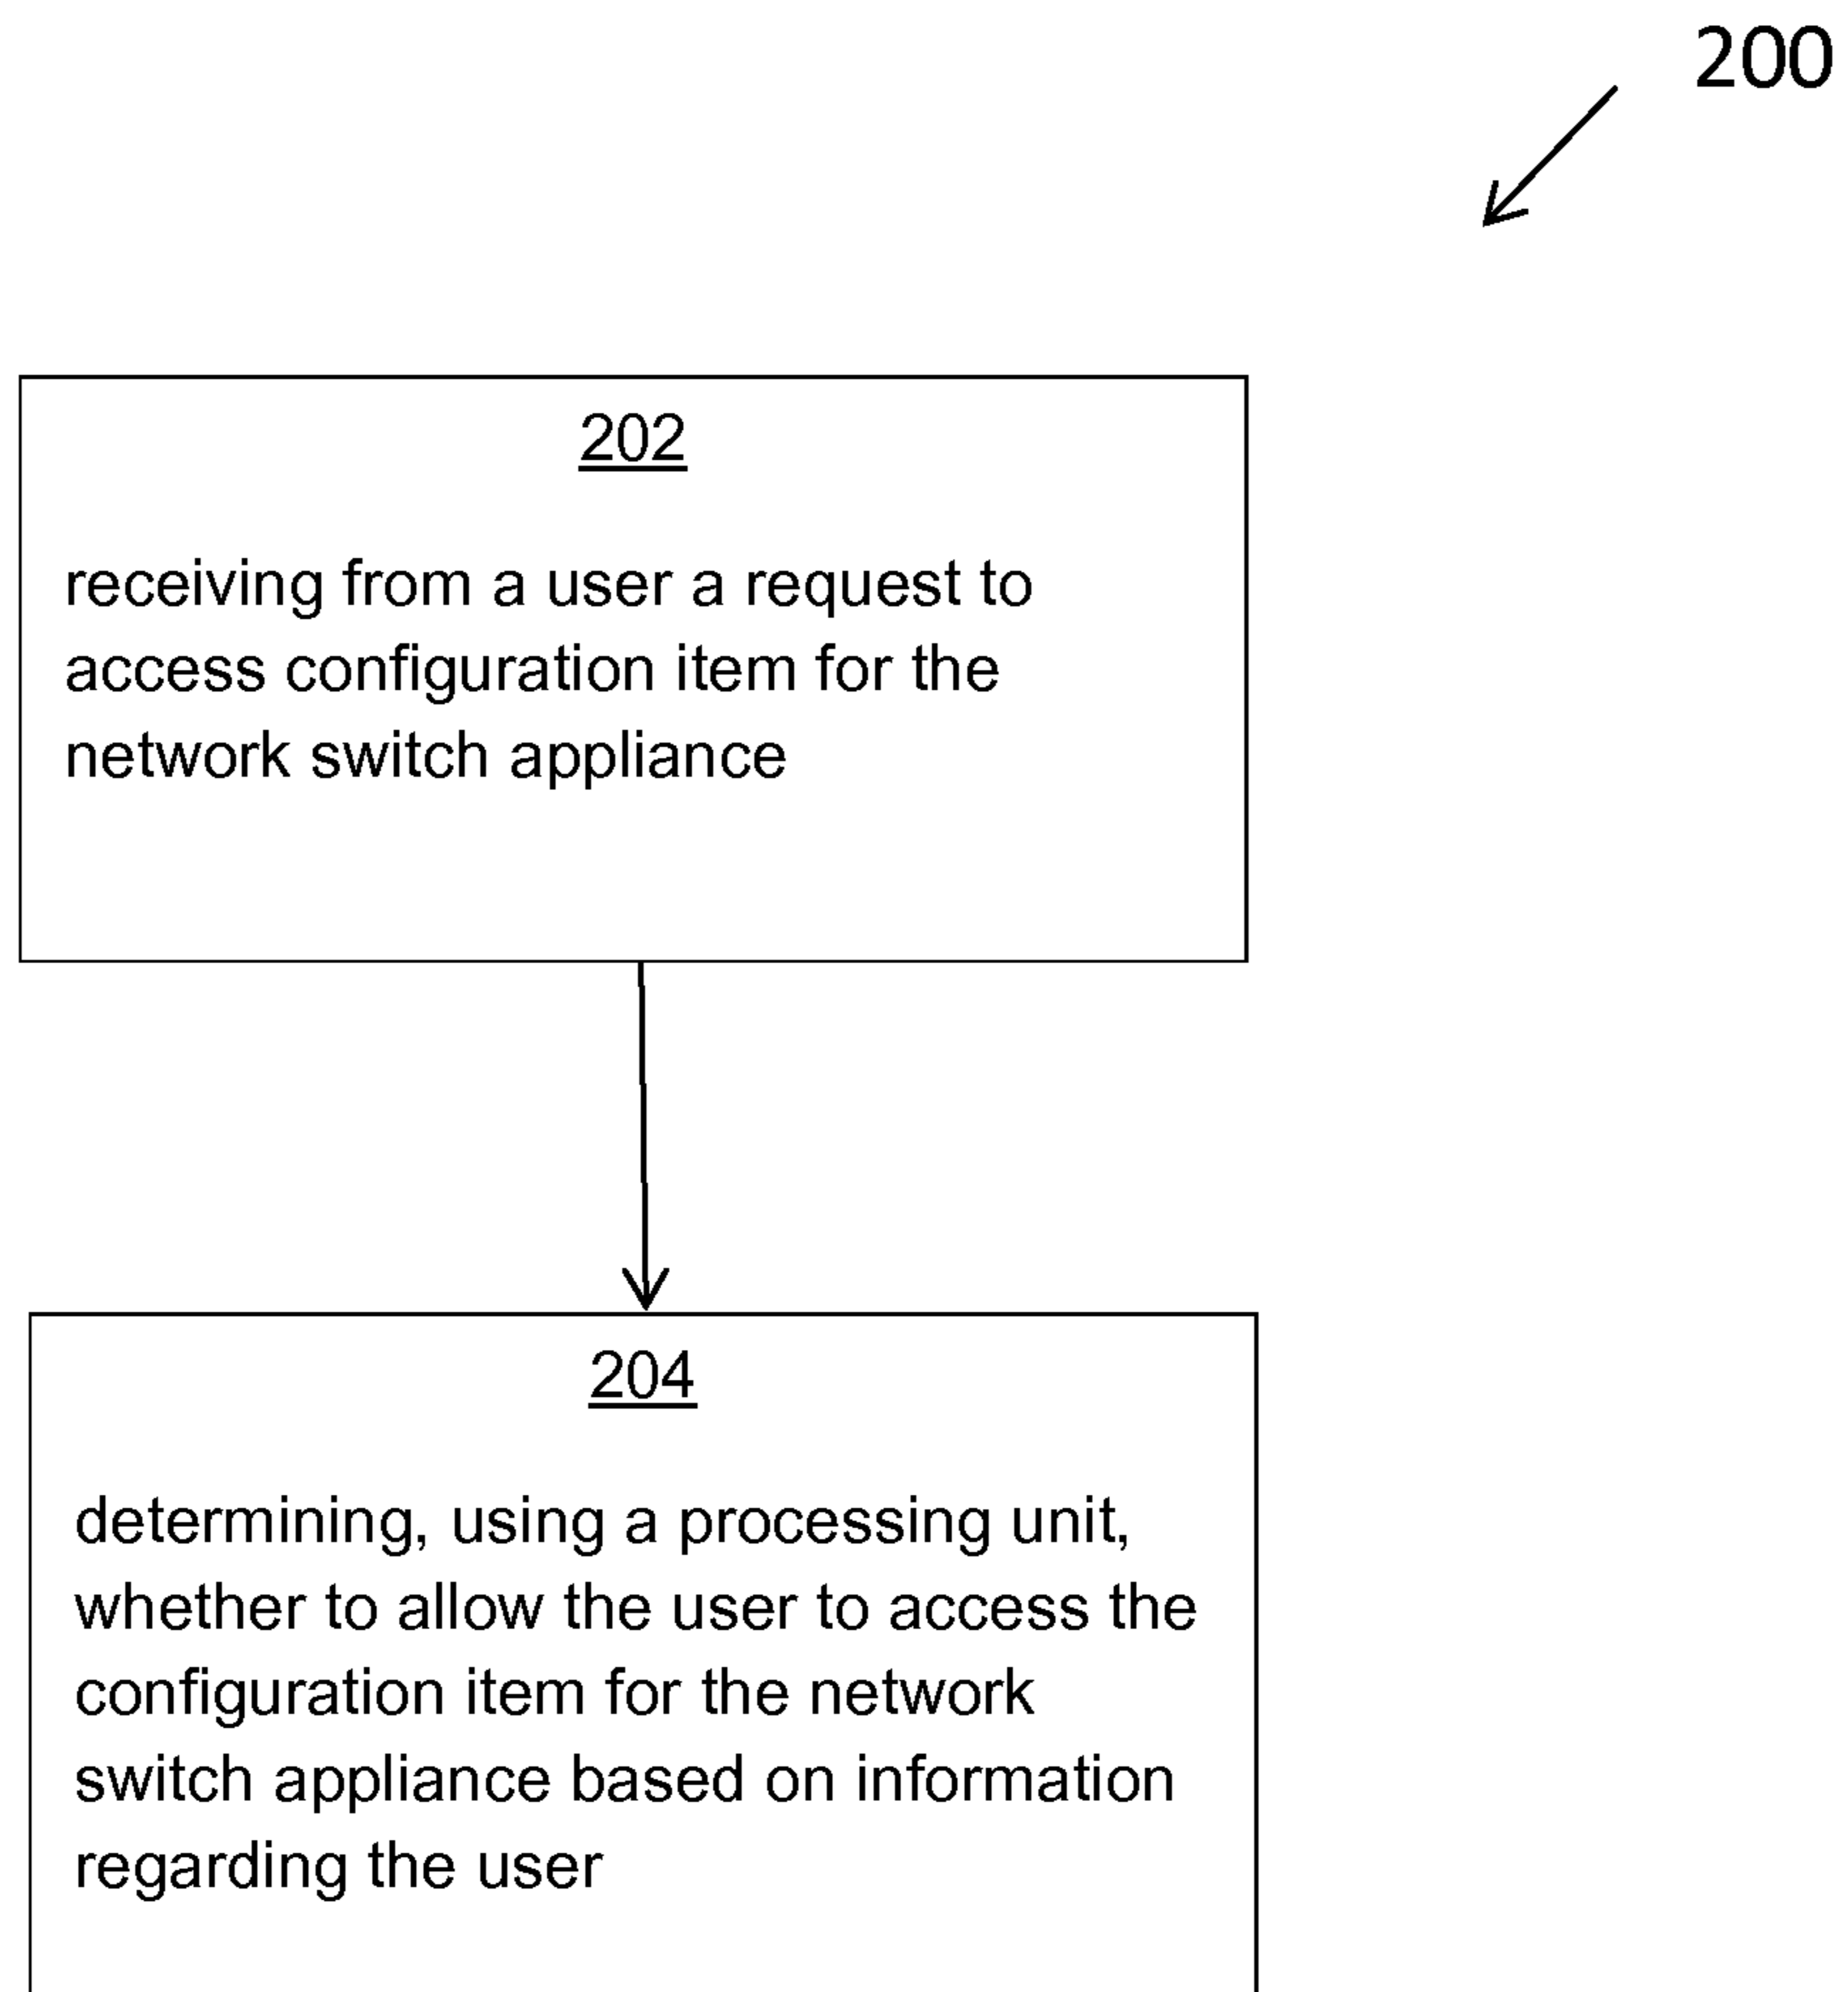 200
202
receiving from a user a request to
access configuration item for the
network switch appliance
204
determining, using a processing unit,
whether to allow the user to access the
configuration item for the network
switch appliance based on information
regarding the user